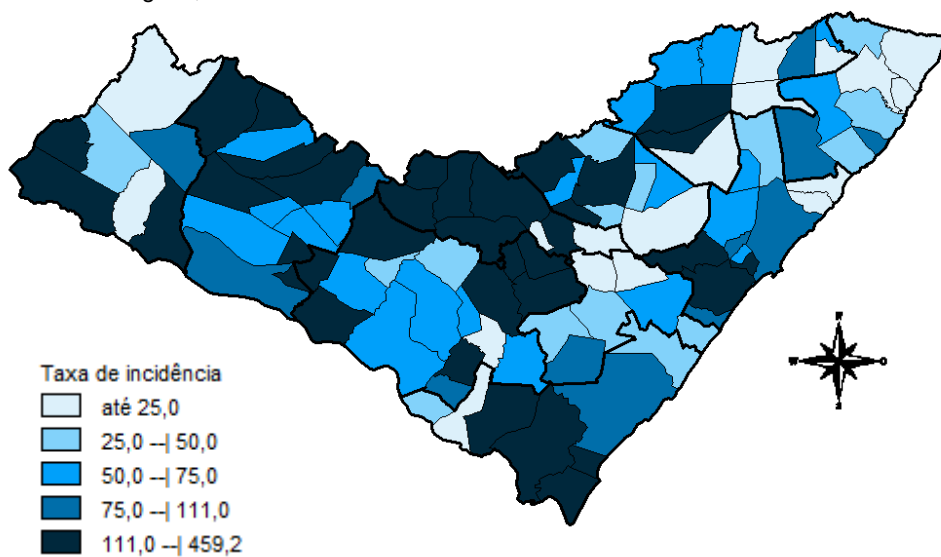 Taxa de incidência
até 25,0
25,0 --| 50,0
50,0 --| 75,0
75,0 --| 111,0
111,0 --| 459,2
W
O